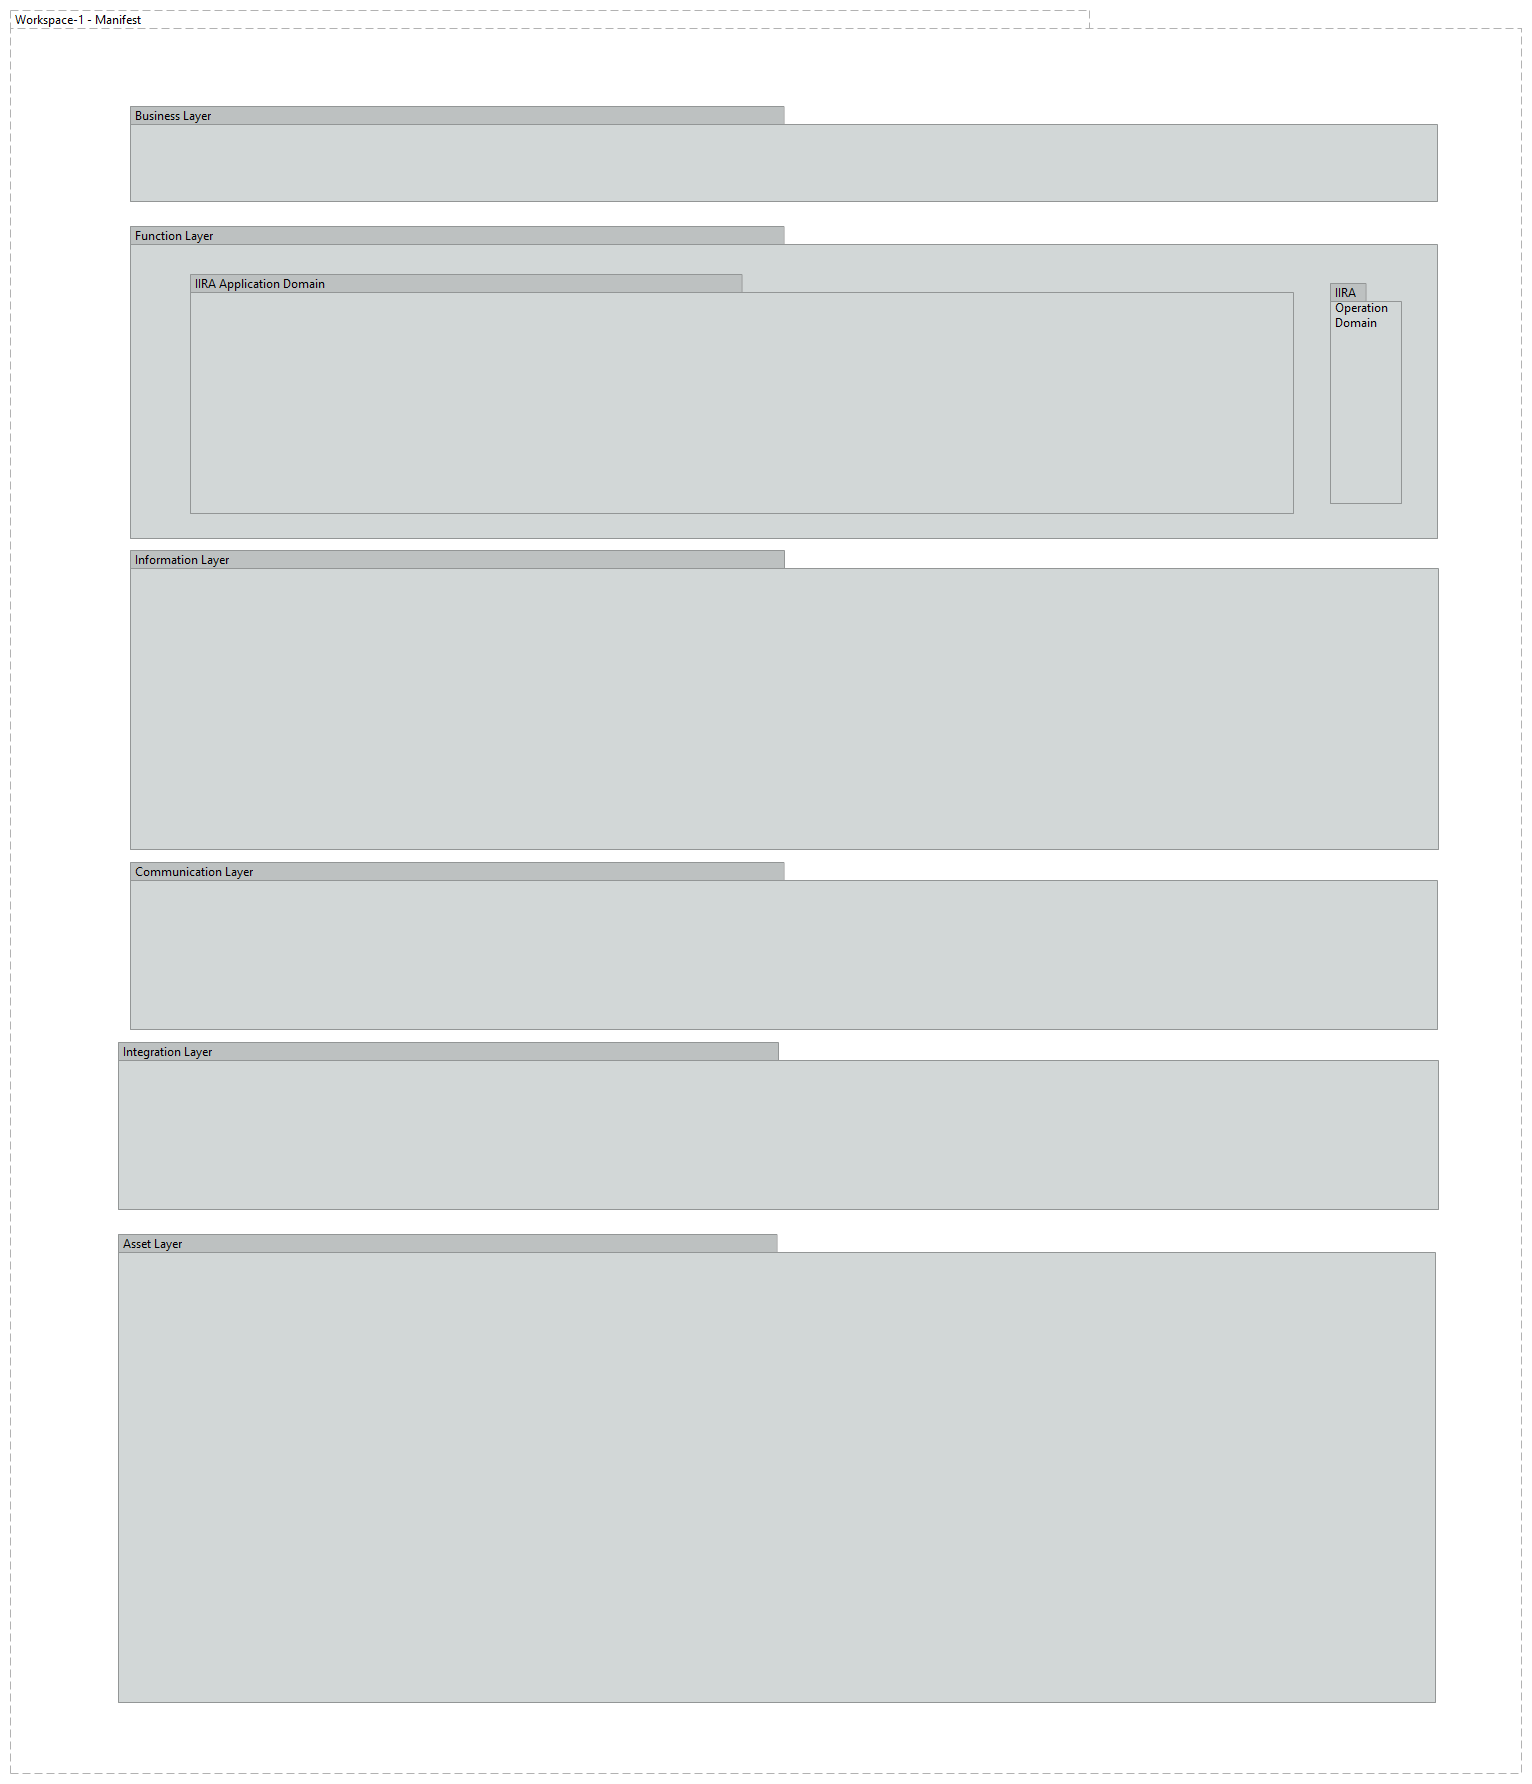 Workspace-1 - Manifest
Business Layer
Function Layer
IIRA Application Domain
IIRA
Operation
Domain
Information Layer
Communication Layer
Integration Layer
Asset Layer